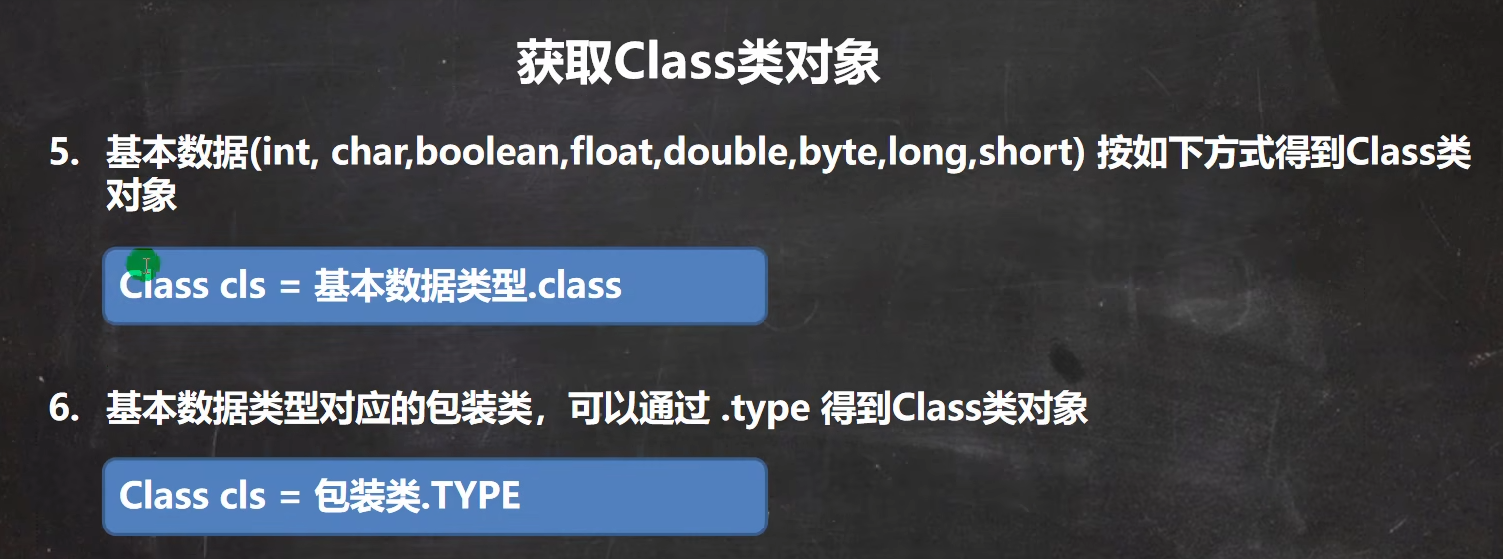 获取Class类对象
5. 基本数据(int, char,boolean,float,double,byte,long,short) 按如下方式得到Class类
对象
Class cls = 基本数据类型.class
6. 基本数据类型对应的包装类，可以通过 .type 得到Class类对象
Class cls = 包装类.TYPE